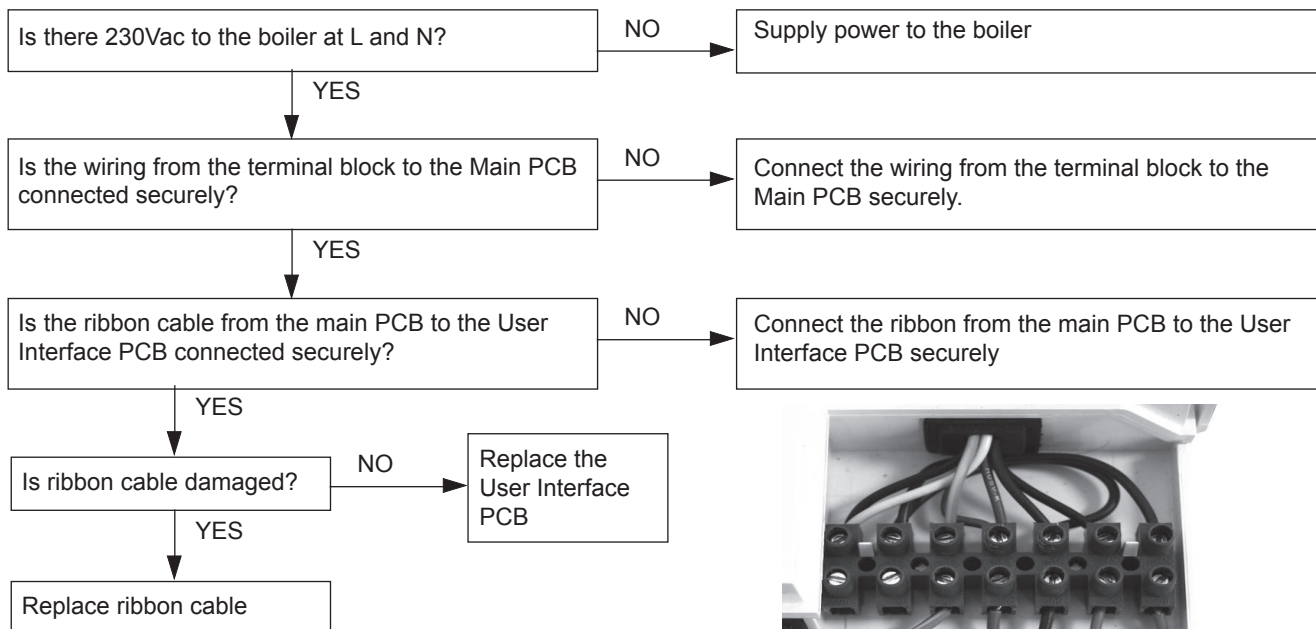 Is there 230Vac to the boiler at L and N?
NO
Supply power to the boiler
YES
Is the wiring from the terminal block to the Main PCB
connected securely?
NO
Connect the wiring from the terminal block to the
Main PCB securely.
YES
Is the ribbon cable from the main PCB to the User
Interface PCB connected securely?
NO
Connect the ribbon from the main PCB to the User
Interface PCB securely
YES
Is ribbon cable damaged?
NO
Replace the
User Interface
PCB
YES
Replace ribbon cable